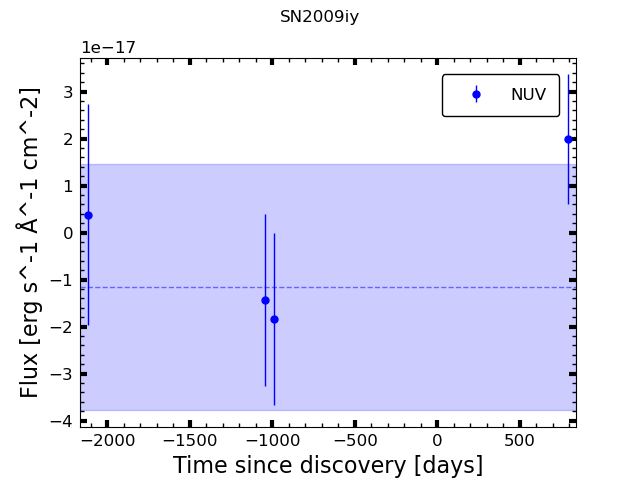 SN2009iy
1e−17
NUV
3
2
1
0
−1
−2
−3
−4
Flux [erg s^-1 Å^-1 cm^-2]
−2000 −1500 −1000 −500 0 500
Time since discovery [days]